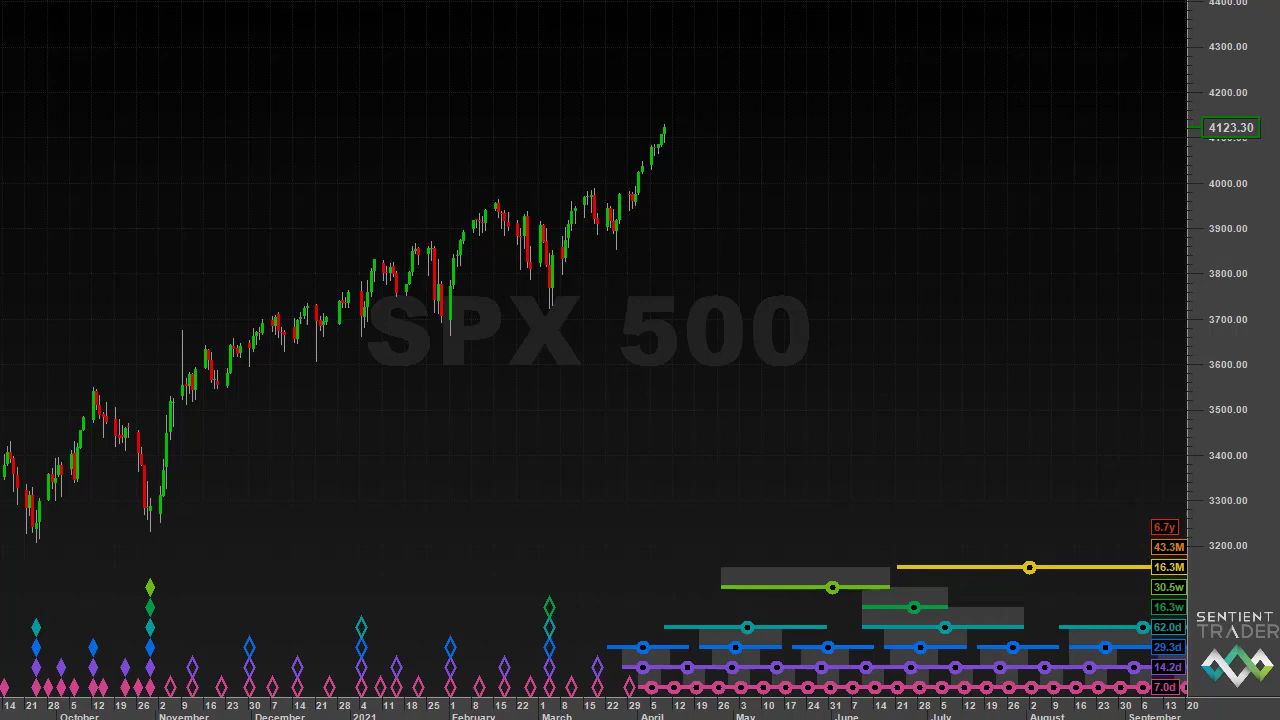 4400.00
4300.00
4200.00
4123.30
4000.00
3900.00
3800.00
3700.00
SPX 500
3600.00
3500.00
3400.00
3300.00
3200.00
6.7y
43.3M
16.3M
30.5w
16.3w
62.0d
29.3d
14.2d
7.0d
SENTIENT
TRADER
14 21 28 5 12 19 26 2 9 16 23 30 7 14 21 28 4 11 18 25 1 8 15 22 1 8 15 22 29 5 12 19 26 3 10 17 24 31 7 14 21 28 5 12 19 26 2 9 16 23 30 6 13 20
October November December 2021 February March April May June July August September